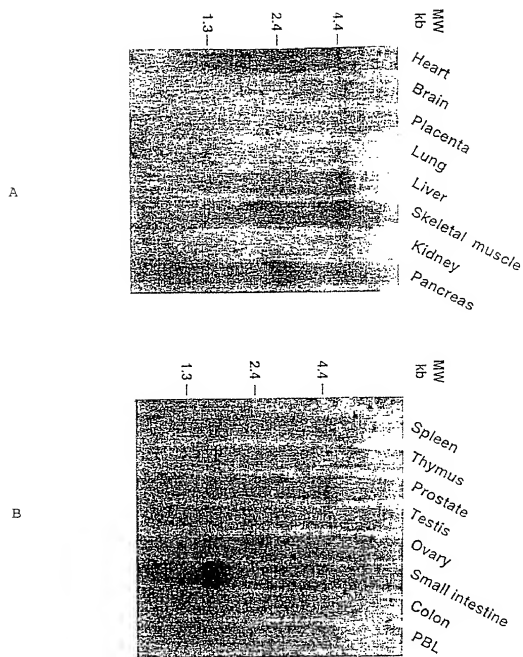 MW
kb
4.4
2.4
1.3
Heart
Brain
Placenta
Lung
Liver
Skeletal muscle
Kidney
Pancreas
A
MW
kb
4.4
2.4
1.3
Spleen
Thymus
Prostate
Testis
Ovary
Small intestine
Colon
PBL
B